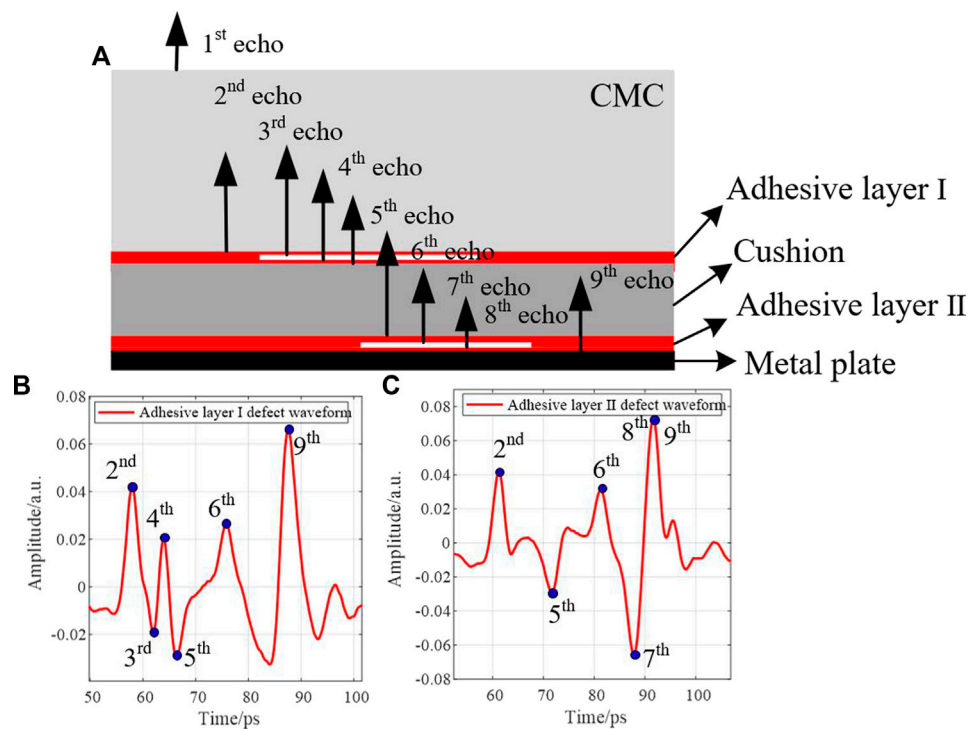 A
1st echo
CMC
2nd echo
3rd echo
4th echo
5th echo
6th echo
7th echo
8th echo
9th echo
Adhesive layer I
Cushion
Adhesive layer II
Metal plate
B
0.08
0.06
0.04
0.02
0
-0.02
Amplitude/a.u.
Adhesive layer I defect waveform
2nd
3rd
4th
5th
6th
9th
50
60
70
80
90
100
Time/ps
C
0.08
0.06
0.04
0.02
0
-0.02
-0.04
-0.06
-0.08
Amplitude/a.u.
Adhesive layer II defect waveform
2nd
5th
6th
7th
8th
9th
60
70
80
90
100
Time/ps